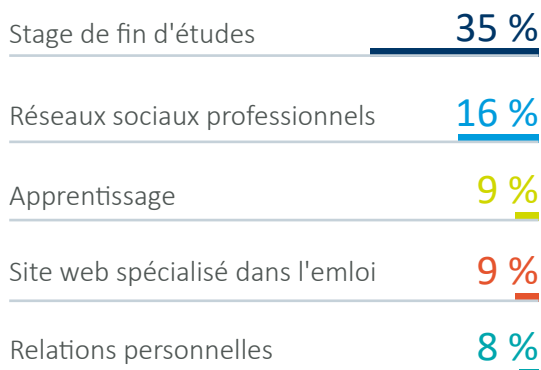 Stage de fin d'études 35 %
Réseaux sociaux professionnels 16 %
Apprentissage 9 %
Site web spécialisé dans l'emloi 9 %
Relations personnelles 8 %